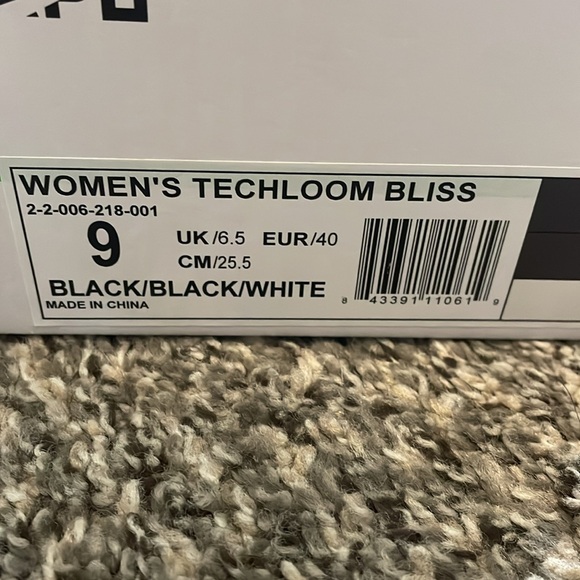 WOMEN'S TECHLOOM BLISS
2-2-006-218-001
9 UK/6.5 EUR/40
CM/25.5
BLACK/BLACK/WHITE
MADE IN CHINA
8 43391 11061 9